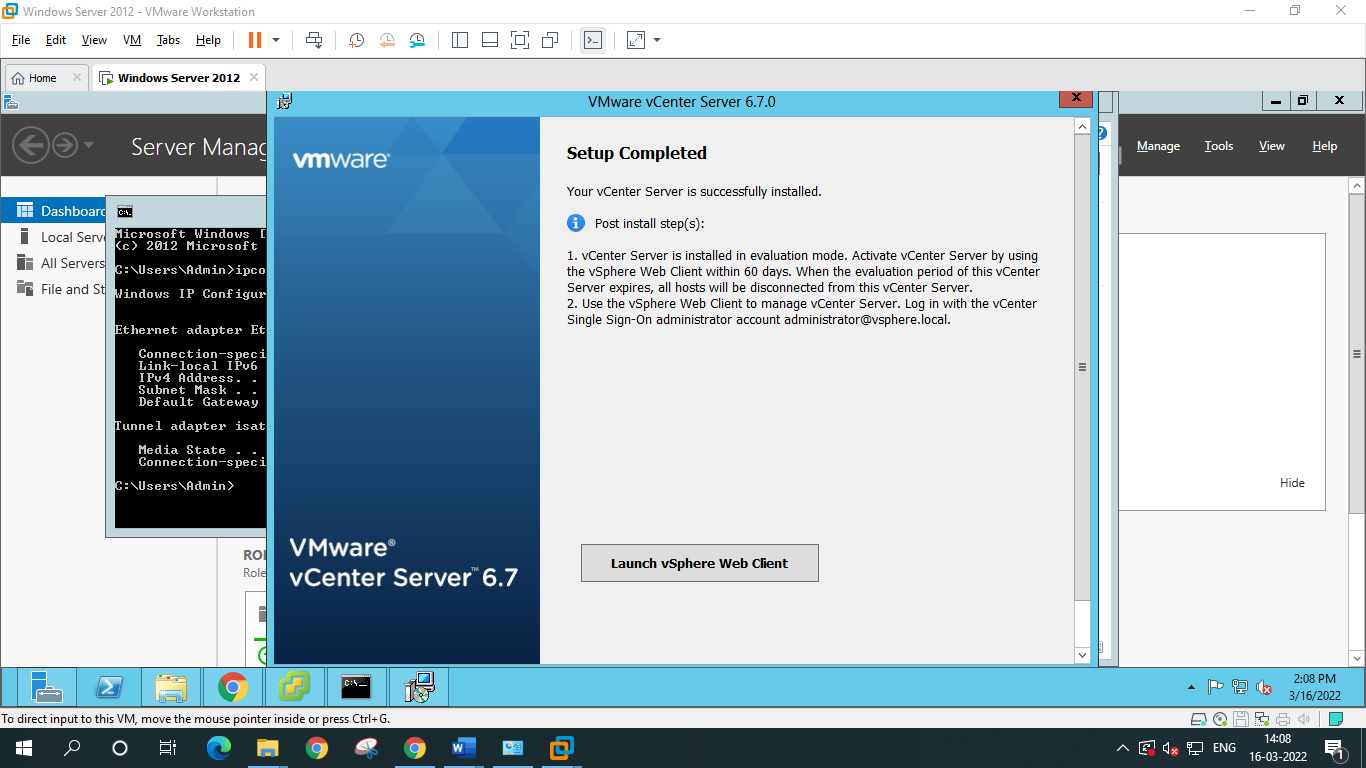 Windows Server 2012 - VMware Workstation
File Edit View VM Tabs Help
Home
Windows Server 2012
VMware vCenter Server 6.7.0
Server Manag
Manage Tools View Help
Dashboard
Local Serve
All Servers
File and St
Microsoft Windows [
(c) 2012 Microsoft
C:\Users\Admin>ipco
Windows IP Configur
Ethernet adapter Et
Connection-speci
Link-local IPv6
IPv4 Address. .
Subnet Mask . .
Default Gateway
Tunnel adapter isat
Media State . .
Connection-speci
C:\Users\Admin>
vmware®
VMware®
vCenter Server™ 6.7
Setup Completed
Your vCenter Server is successfully installed.
Post install step(s):
1. vCenter Server is installed in evaluation mode. Activate vCenter Server by using
the vSphere Web Client within 60 days. When the evaluation period of this vCenter
Server expires, all hosts will be disconnected from this vCenter Server.
2. Use the vSphere Web Client to manage vCenter Server. Log in with the vCenter
Single Sign-On administrator account administrator@vsphere.local.
Launch vSphere Web Client
Hide
ROL
Role
2:08 PM
3/16/2022
To direct input to this VM, move the mouse pointer inside or press Ctrl+G.
ENG
14:08
16-03-2022
1